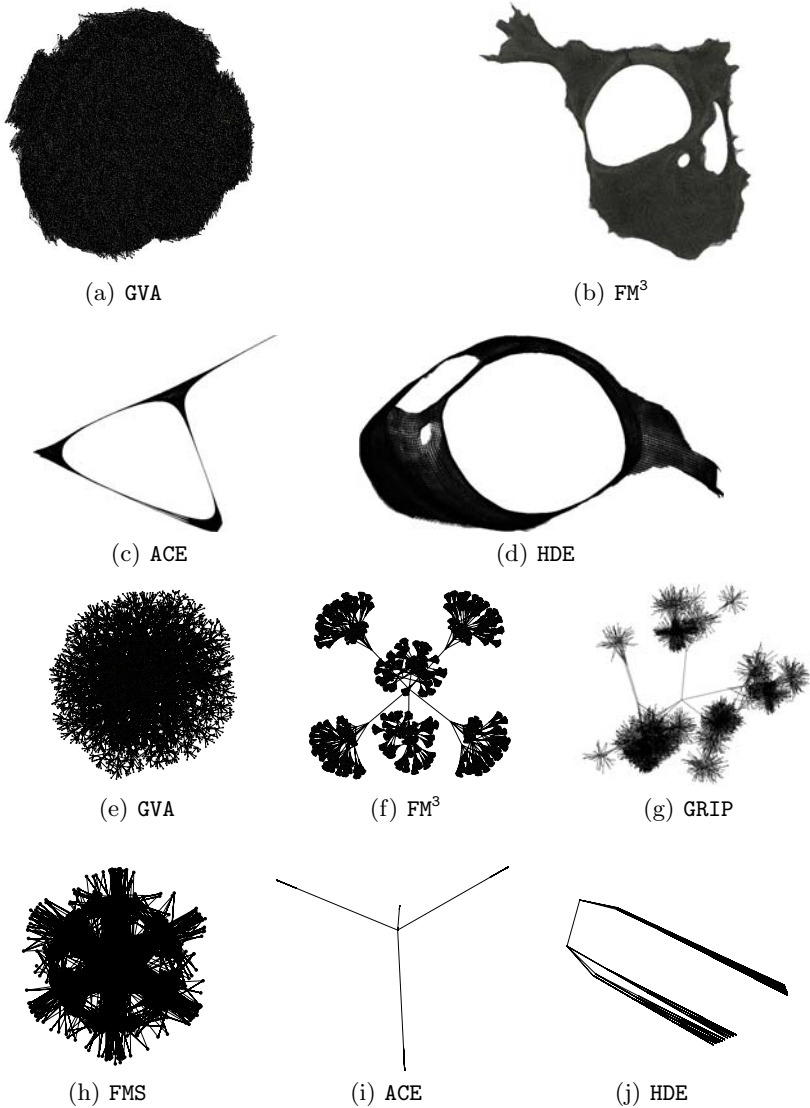 (a) GVA
(b) FM³
(c) ACE
(d) HDE
(e) GVA
(f) FM³
(g) GRIP
(h) FMS
(i) ACE
(j) HDE